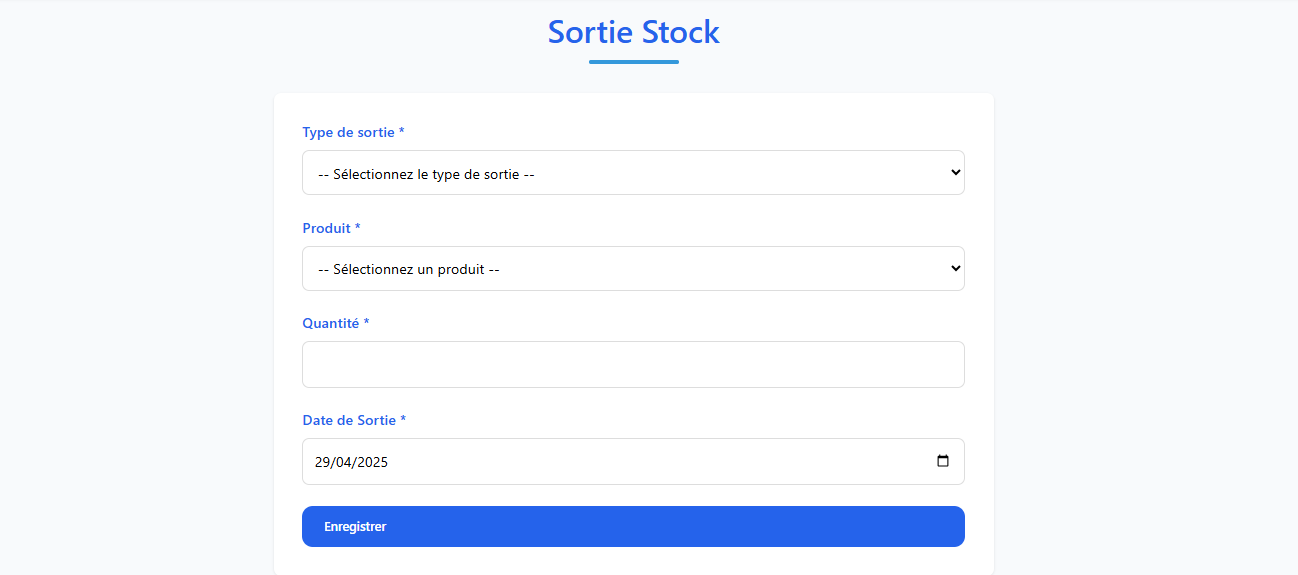 Sortie Stock
Type de sortie *
-- Sélectionnez le type de sortie --
Produit *
-- Sélectionnez un produit --
Quantité *
Date de Sortie *
29/04/2025
Enregistrer